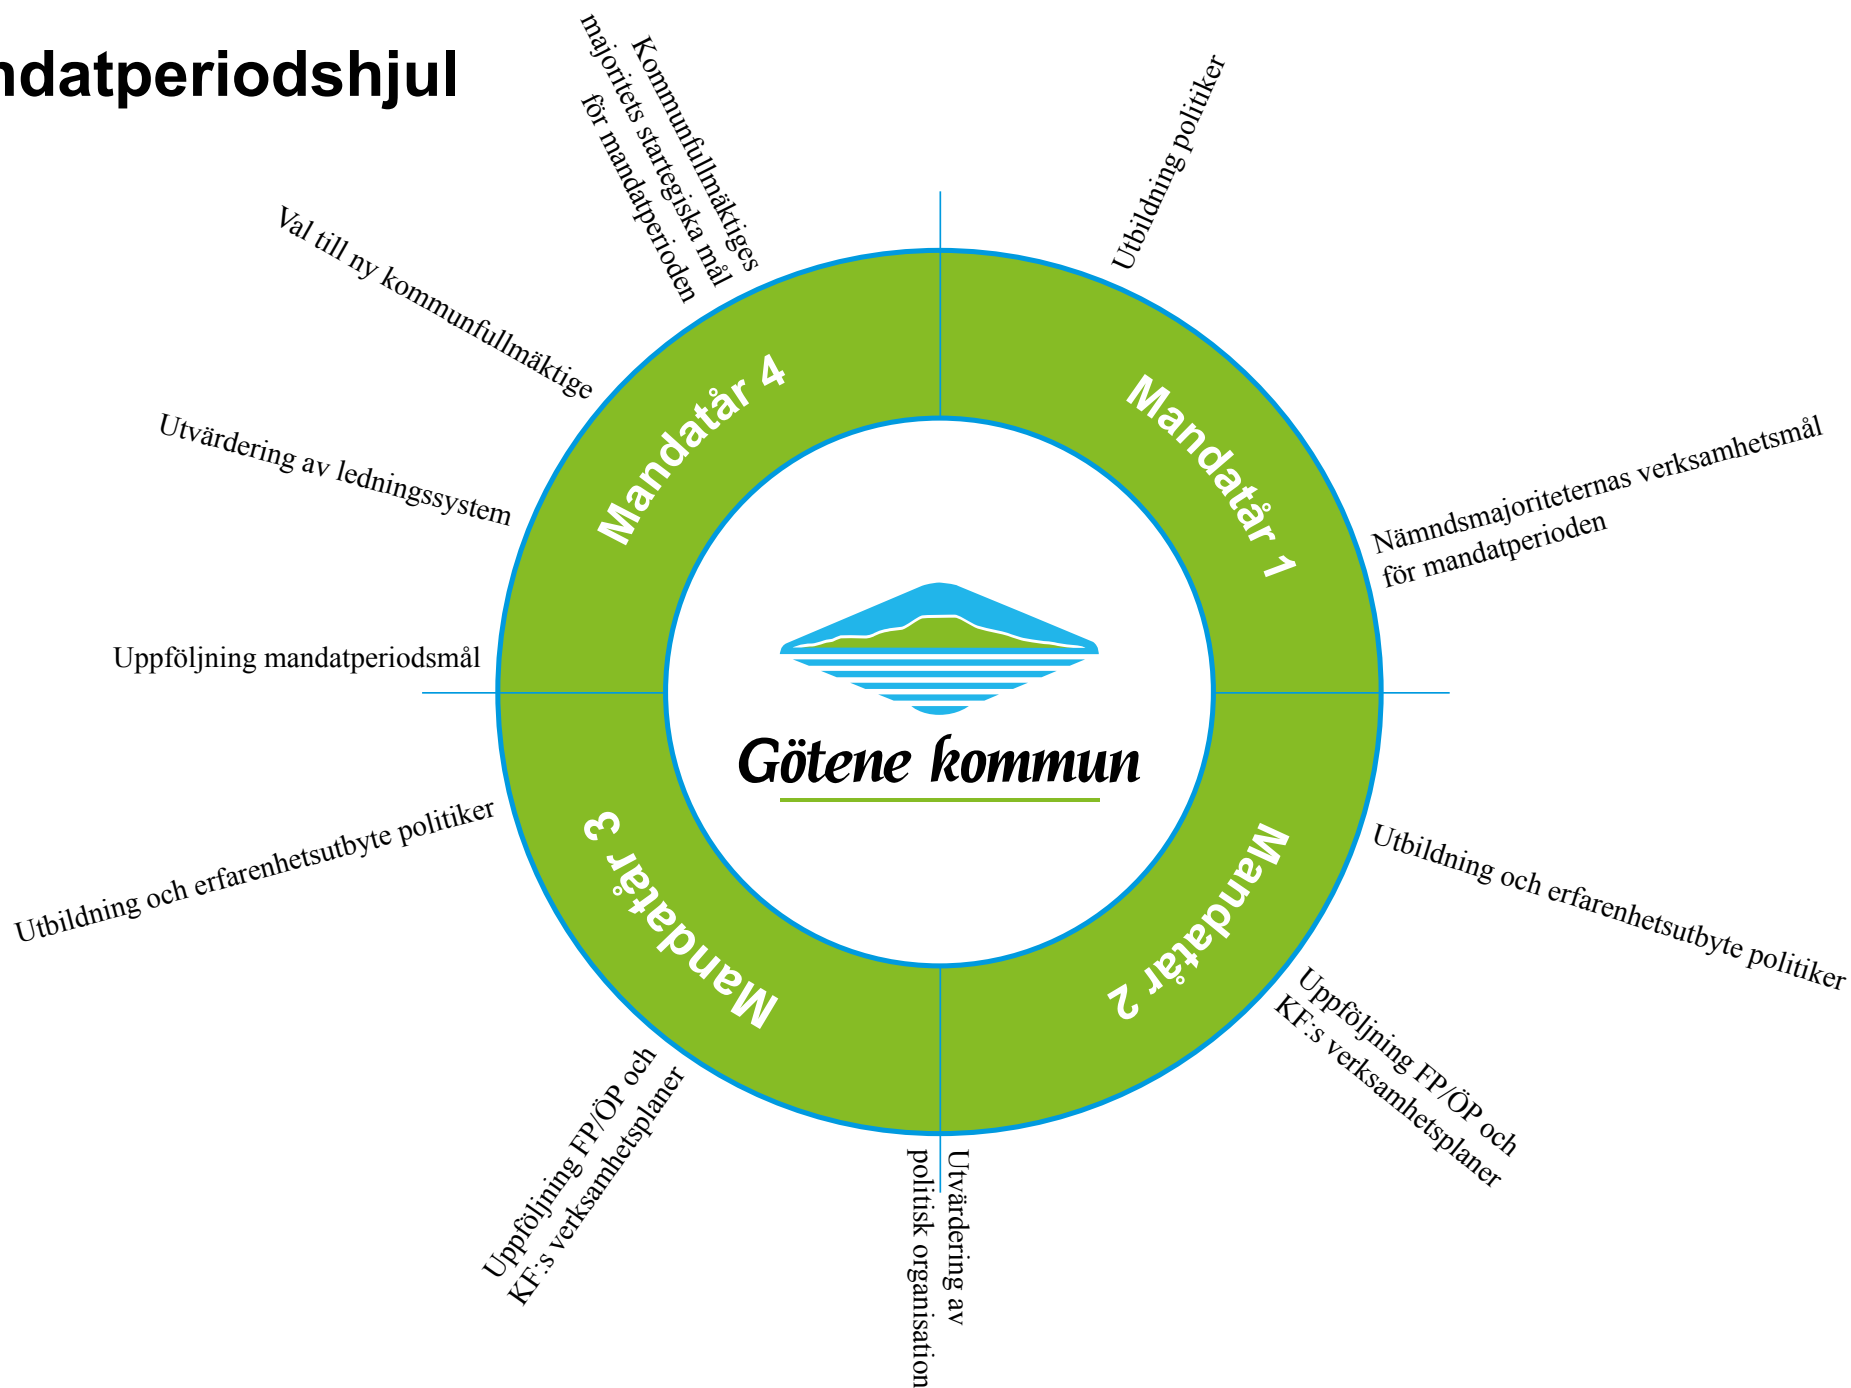 ndatperiodshjul
Utbildning politiker
Nämndsmajoriteternas verksamhetsmål
för mandatperioden
Utbildning och erfarenhetsutbyte politiker
Uppföljning FP/ÖP och
KF:s verksamhetsplaner
Utvärdering av
politisk organisation
Uppföljning FP/ÖP och
KF:s verksamhetsplaner
Utbildning och erfarenhetsutbyte politiker
Uppföljning mandatperiodsmål
Utvärdering av ledningssystem
Val till ny kommunfullmäktige
Kommunfullmäktiges
majoritets startegiska mål
för mandatperioden
Mandatår 1
Mandatår 2
Mandatår 3
Mandatår 4
Götene kommun